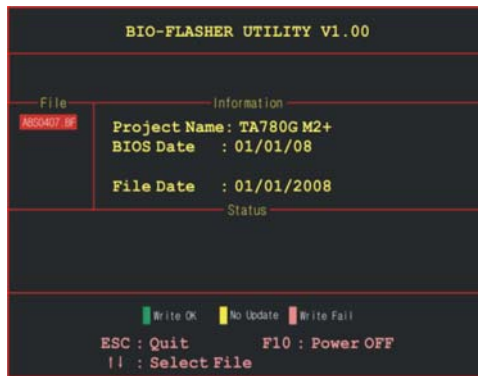 BIO-FLASHER UTILITY V1.00
File
Information
ABS0407.BF
Project Name: TA780G M2+
BIOS Date : 01/01/08
File Date : 01/01/2008
Status
Write OK No Update Write Fail
ESC : Quit F10 : Power OFF
↑↓ : Select File